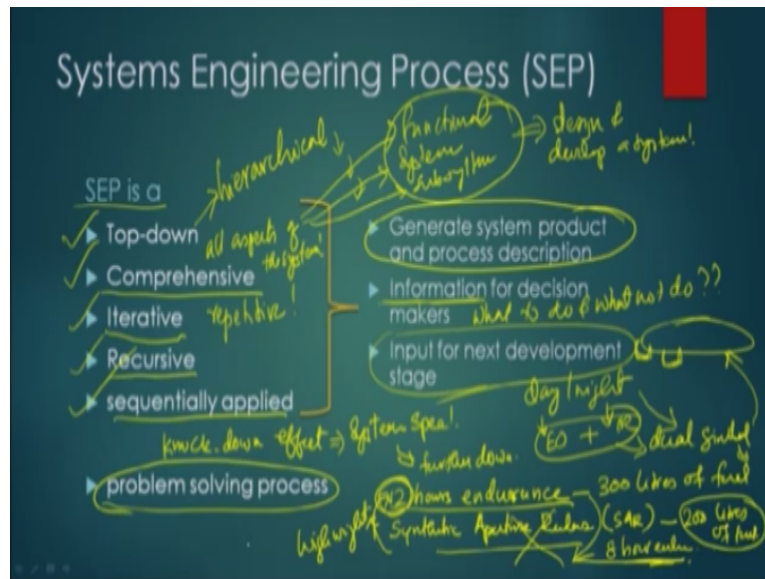 Systems Engineering Process (SEP)
hierarchical
functional
system
subsystem
design &
develop a system!
SEP is a
Top-down
all aspects of
the system!
Comprehensive
Iterative
repetitive!
Recursive
sequentially applied
Generate system product
and process description
Information for decision
makers
what to do & what not do??
Input for next development
stage
Day/night
EO + IR
dual
knock-down effect ⇒ System Spec!
further down.
problem solving process
hours endurance – 300 litres of fuel
high weight
Synthetic Aperture Radar (SAR) – 200 litres
of fuel
8 hour